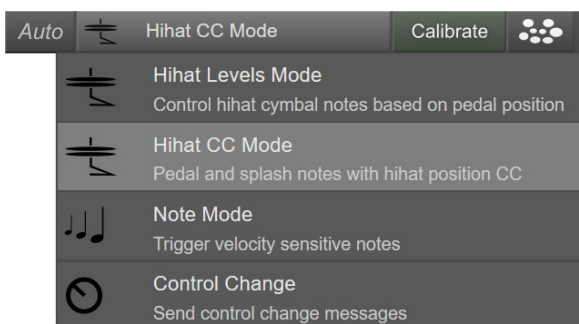 Auto Hihat CC Mode Calibrate
Hihat Levels Mode
Control hihat cymbal notes based on pedal position
Hihat CC Mode
Pedal and splash notes with hihat position CC
Note Mode
Trigger velocity sensitive notes
Control Change
Send control change messages